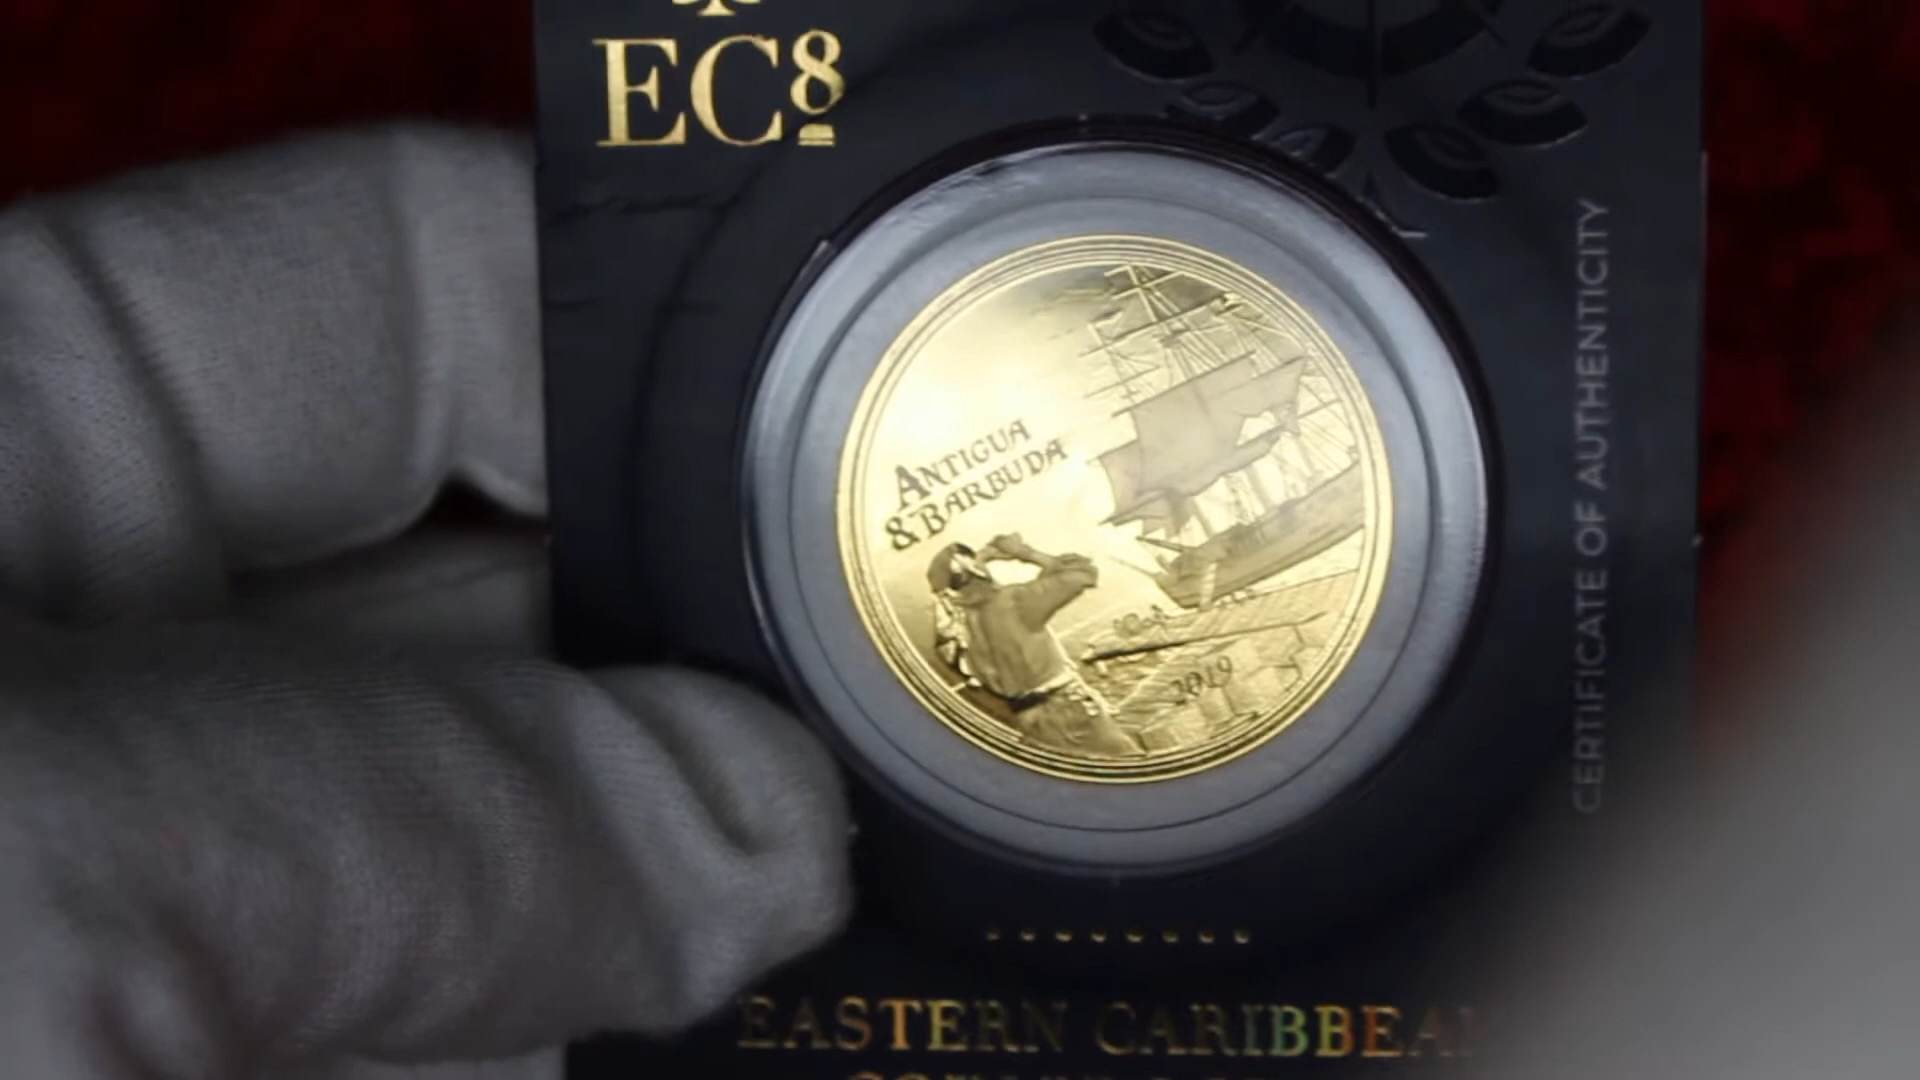 EC8
ANTIGUA
& BARBUDA
2019
CERTIFICATE OF AUTHENTICITY
EASTERN CARIBBEAN